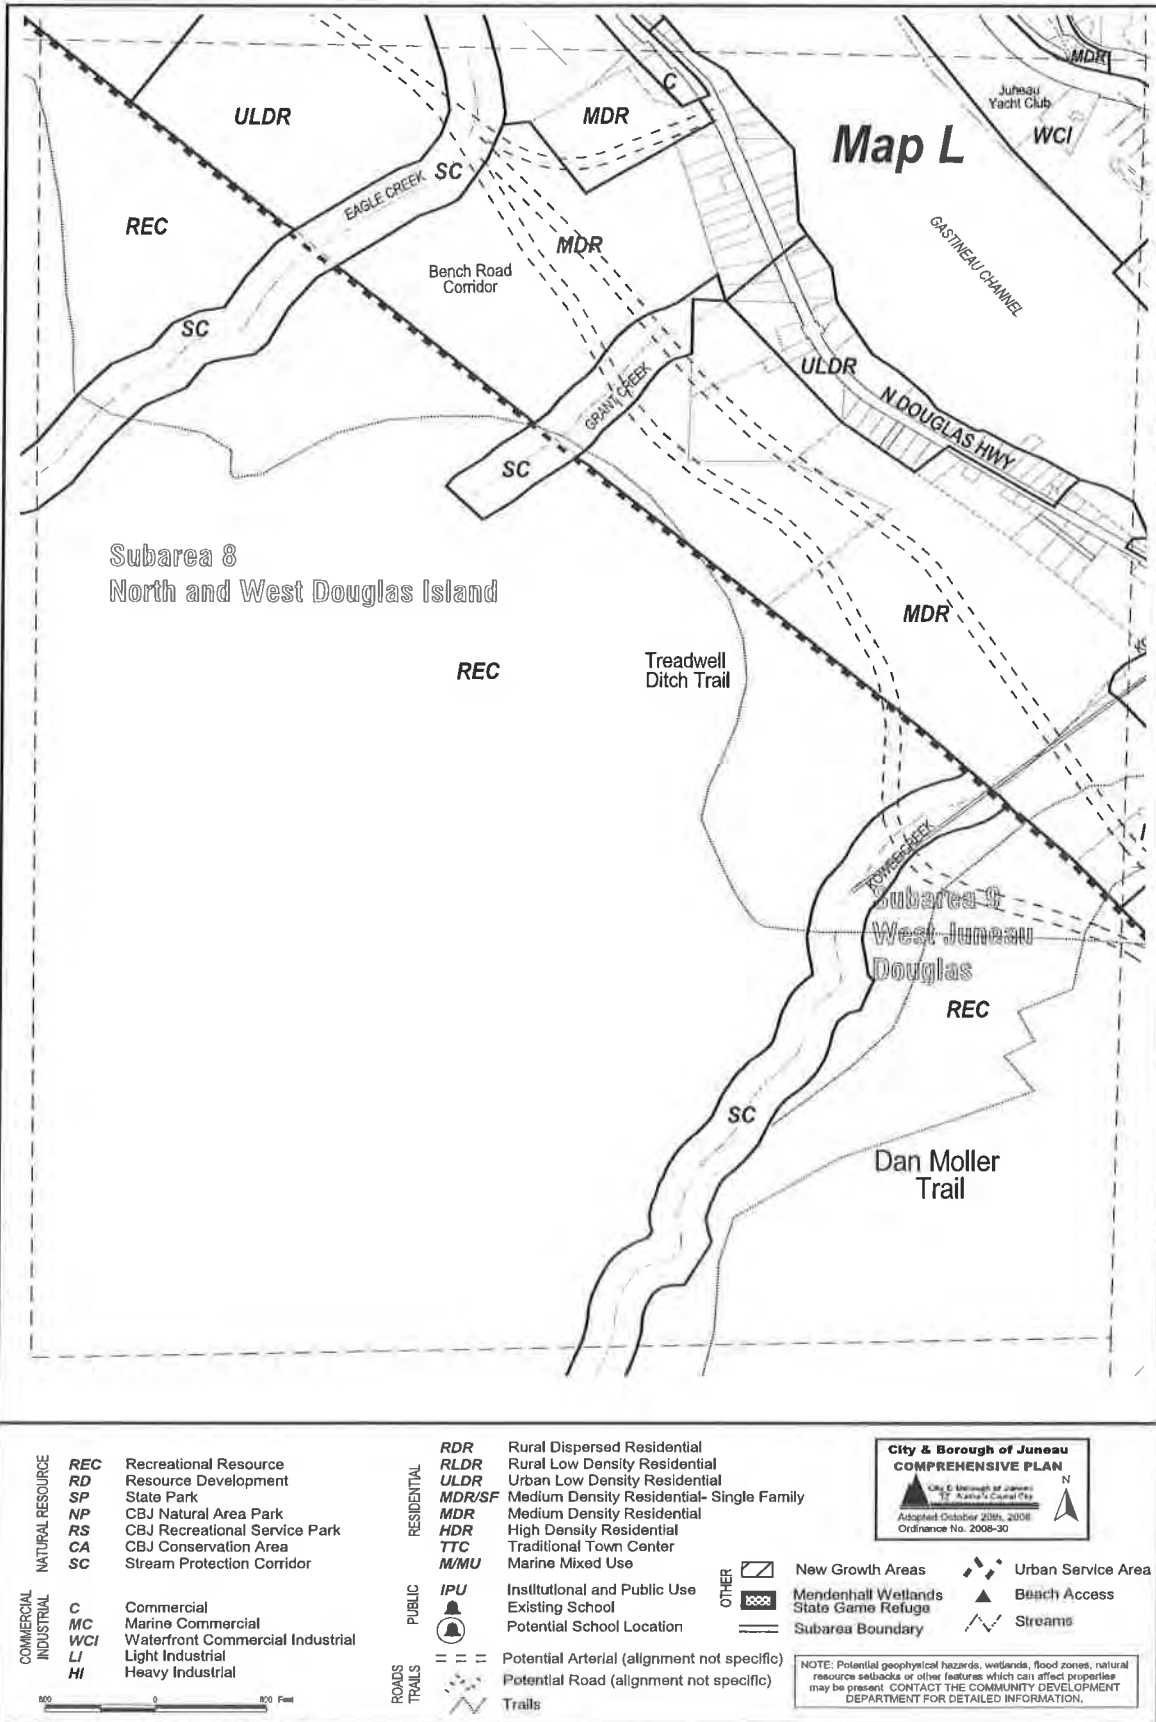 MDR
Juneau
Yacht Club
WCI
Map L
C
ULDR
MDR
SC
EAGLE CREEK
REC
MDR
Bench Road
Corridor
GASTINEAU CHANNEL
SC
ULDR
GRANT CREEK
N DOUGLAS HWY
SC
Subarea 8
North and West Douglas Island
MDR
REC
Treadwell
Ditch Trail
KOWEE CREEK
Subarea 9
West Juneau
Douglas
REC
SC
Dan Moller
Trail
NATURAL RESOURCE
REC Recreational Resource
RD Resource Development
SP State Park
NP CBJ Natural Area Park
RS CBJ Recreational Service Park
CA CBJ Conservation Area
SC Stream Protection Corridor
COMMERCIAL
INDUSTRIAL
C Commercial
MC Marine Commercial
WCI Waterfront Commercial Industrial
LI Light Industrial
HI Heavy Industrial
800 0 800 Feet
RESIDENTIAL
RDR Rural Dispersed Residential
RLDR Rural Low Density Residential
ULDR Urban Low Density Residential
MDR/SF Medium Density Residential- Single Family
MDR Medium Density Residential
HDR High Density Residential
TTC Traditional Town Center
M/MU Marine Mixed Use
PUBLIC
IPU Institutional and Public Use
Existing School
Potential School Location
ROADS
TRAILS
Potential Arterial (alignment not specific)
Potential Road (alignment not specific)
Trails
City & Borough of Juneau
COMPREHENSIVE PLAN
City & Borough of Juneau
Alaska's Capital City
N
Adopted October 20th, 2008
Ordinance No. 2008-30
OTHER
New Growth Areas
Mendenhall Wetlands
State Game Refuge
Subarea Boundary
Urban Service Area
Beach Access
Streams
NOTE: Potential geophysical hazards, wetlands, flood zones, natural
resource setbacks or other features which can affect properties
may be present CONTACT THE COMMUNITY DEVELOPMENT
DEPARTMENT FOR DETAILED INFORMATION.